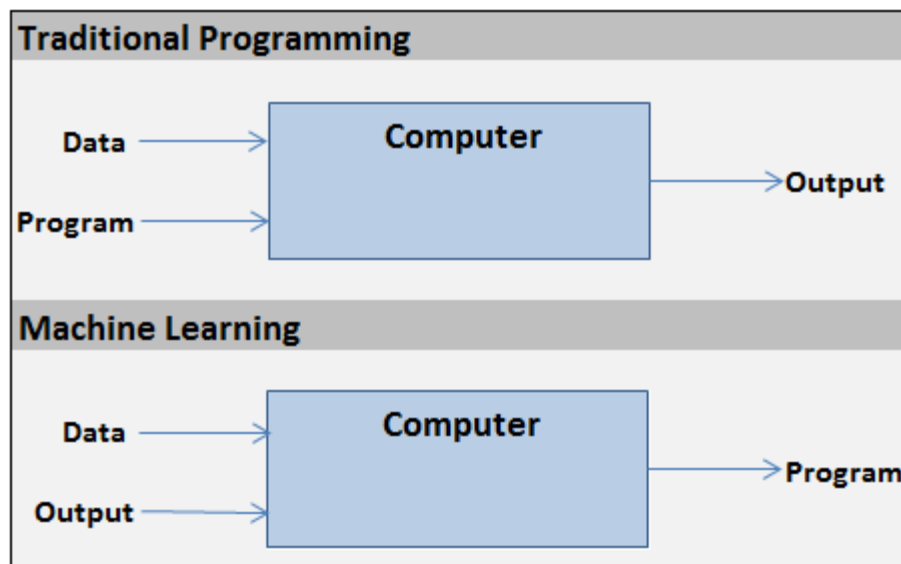 Traditional Programming
Data
Computer
Output
Program
Machine Learning
Data
Computer
Program
Output